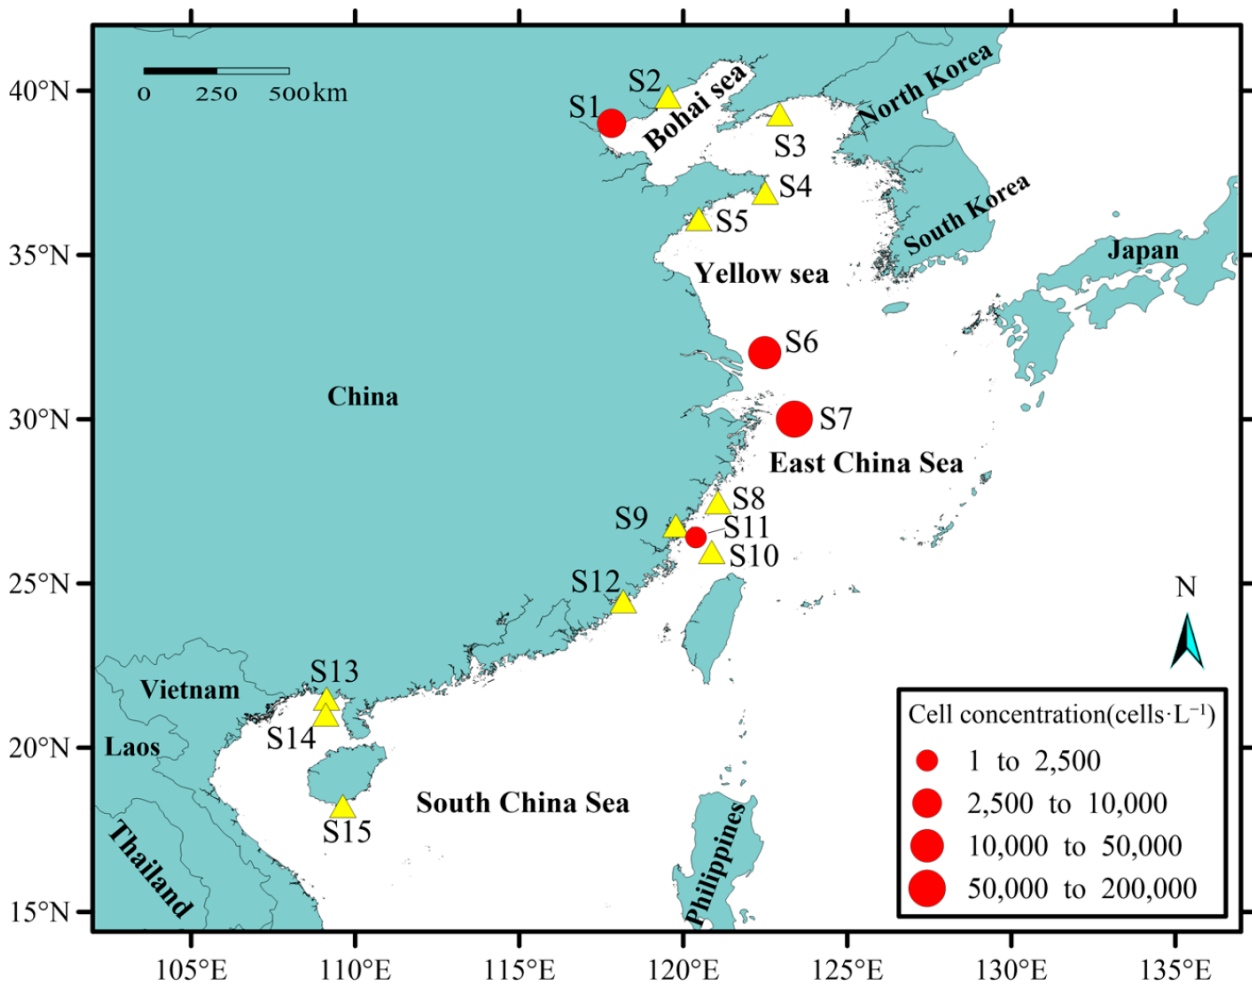 40°N
35°N
30°N
25°N
20°N
15°N
0 250 500km
S1
S2
Bohai sea
S3
North Korea
S4
S5
South Korea
Yellow sea
Japan
S6
China
S7
East China Sea
S8
S9
S11
S10
S12
N
S13
Vietnam
S14
Laos
South China Sea
S15
Thailand
Philippines
Cell concentration(cells·L⁻¹)
1 to 2,500
2,500 to 10,000
10,000 to 50,000
50,000 to 200,000
105°E 110°E 115°E 120°E 125°E 130°E 135°E